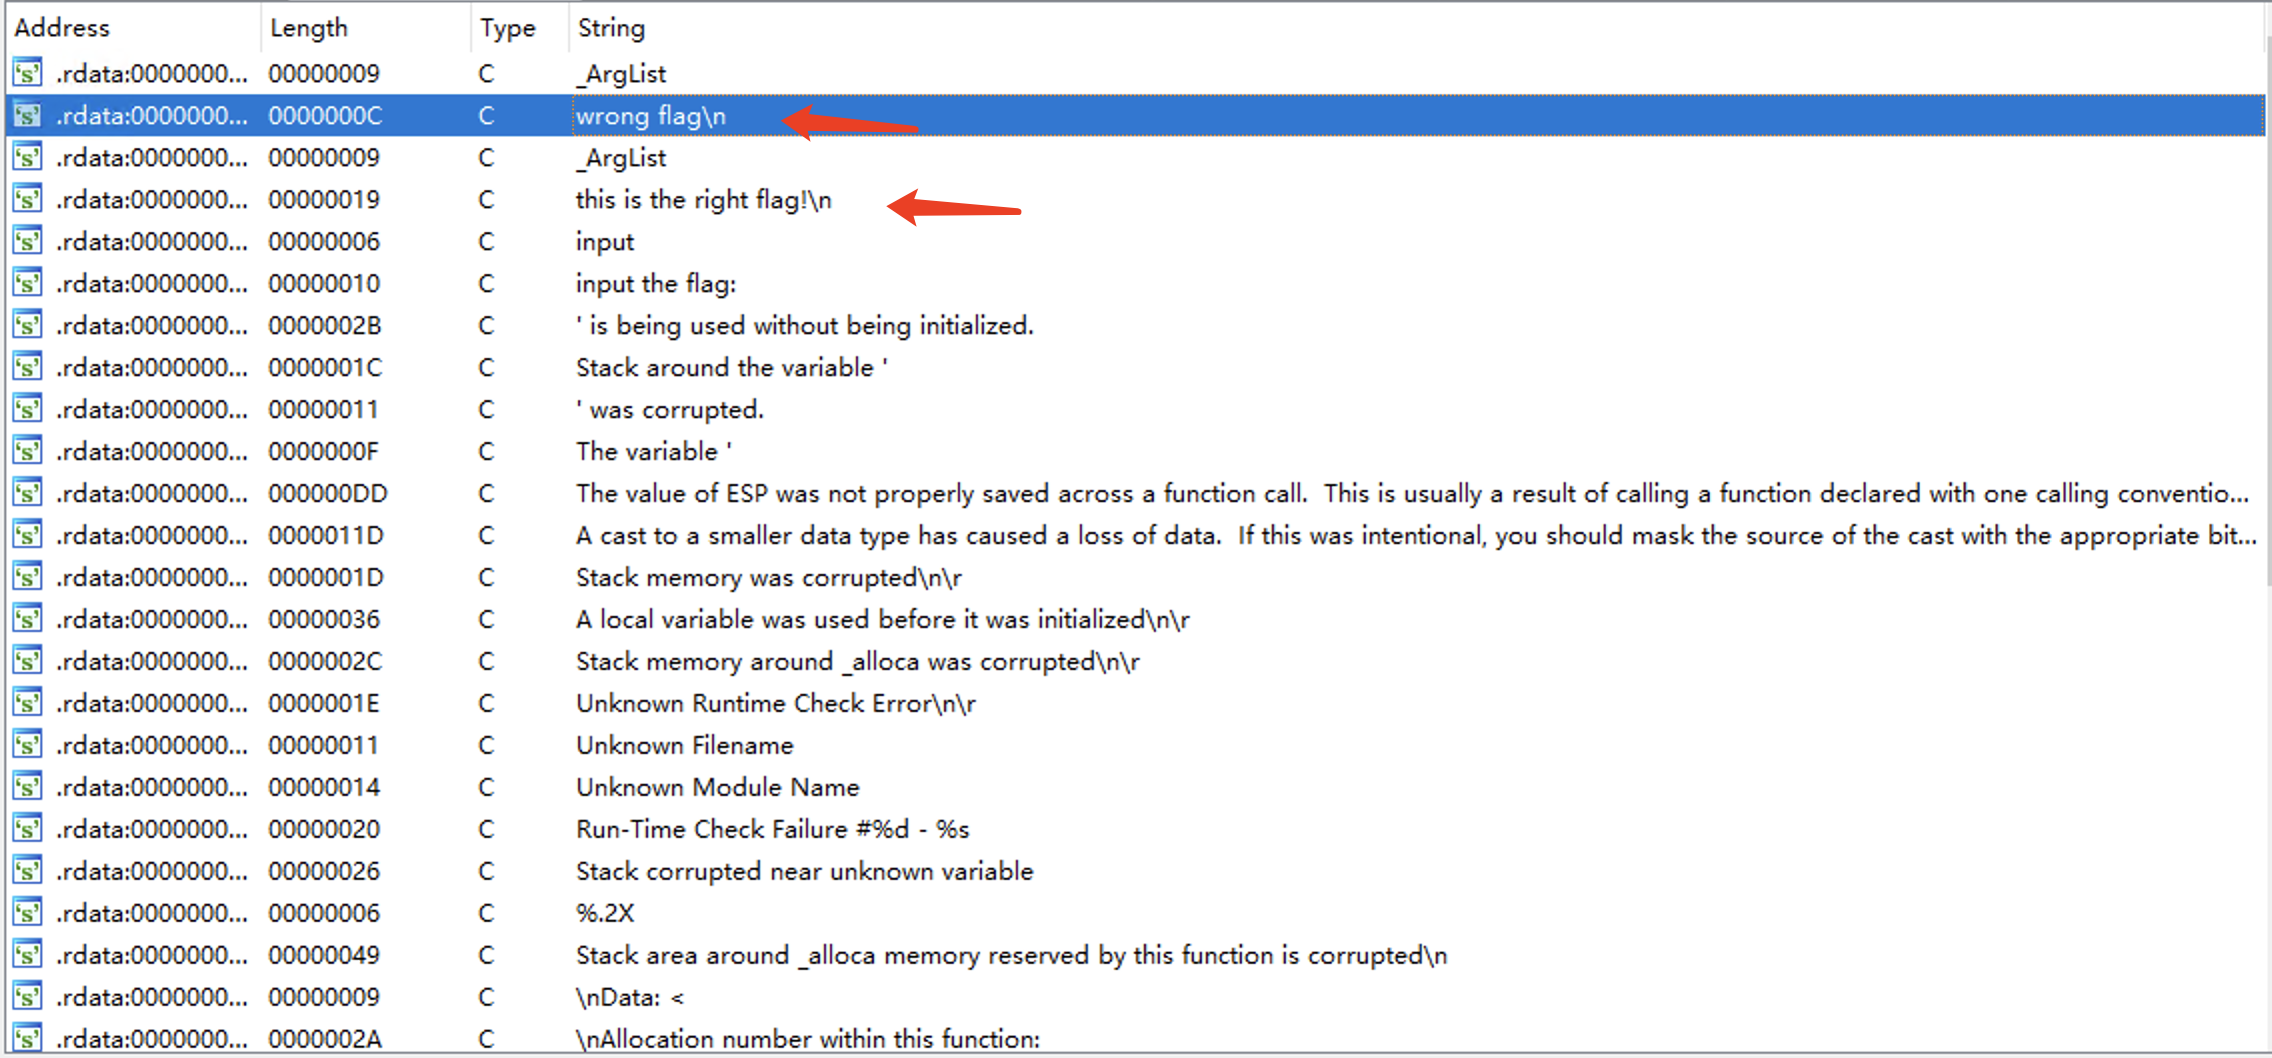 Address Length Type String
's' .rdata:0000000... 00000009 C _ArgList
's' .rdata:0000000... 0000000C C wrong flag\n
's' .rdata:0000000... 00000009 C _ArgList
's' .rdata:0000000... 00000019 C this is the right flag!\n
's' .rdata:0000000... 00000006 C input
's' .rdata:0000000... 00000010 C input the flag:
's' .rdata:0000000... 0000002B C ' is being used without being initialized.
's' .rdata:0000000... 0000001C C Stack around the variable '
's' .rdata:0000000... 00000011 C ' was corrupted.
's' .rdata:0000000... 0000000F C The variable '
's' .rdata:0000000... 000000DD C The value of ESP was not properly saved across a function call.  This is usually a result of calling a function declared with one calling conventio...
's' .rdata:0000000... 0000011D C A cast to a smaller data type has caused a loss of data.  If this was intentional, you should mask the source of the cast with the appropriate bit...
's' .rdata:0000000... 0000001D C Stack memory was corrupted\n\r
's' .rdata:0000000... 00000036 C A local variable was used before it was initialized\n\r
's' .rdata:0000000... 0000002C C Stack memory around _alloca was corrupted\n\r
's' .rdata:0000000... 0000001E C Unknown Runtime Check Error\n\r
's' .rdata:0000000... 00000011 C Unknown Filename
's' .rdata:0000000... 00000014 C Unknown Module Name
's' .rdata:0000000... 00000020 C Run-Time Check Failure #%d - %s
's' .rdata:0000000... 00000026 C Stack corrupted near unknown variable
's' .rdata:0000000... 00000006 C %.2X
's' .rdata:0000000... 00000049 C Stack area around _alloca memory reserved by this function is corrupted\n
's' .rdata:0000000... 00000009 C \nData: <
's' .rdata:0000000... 0000002A C \nAllocation number within this function: